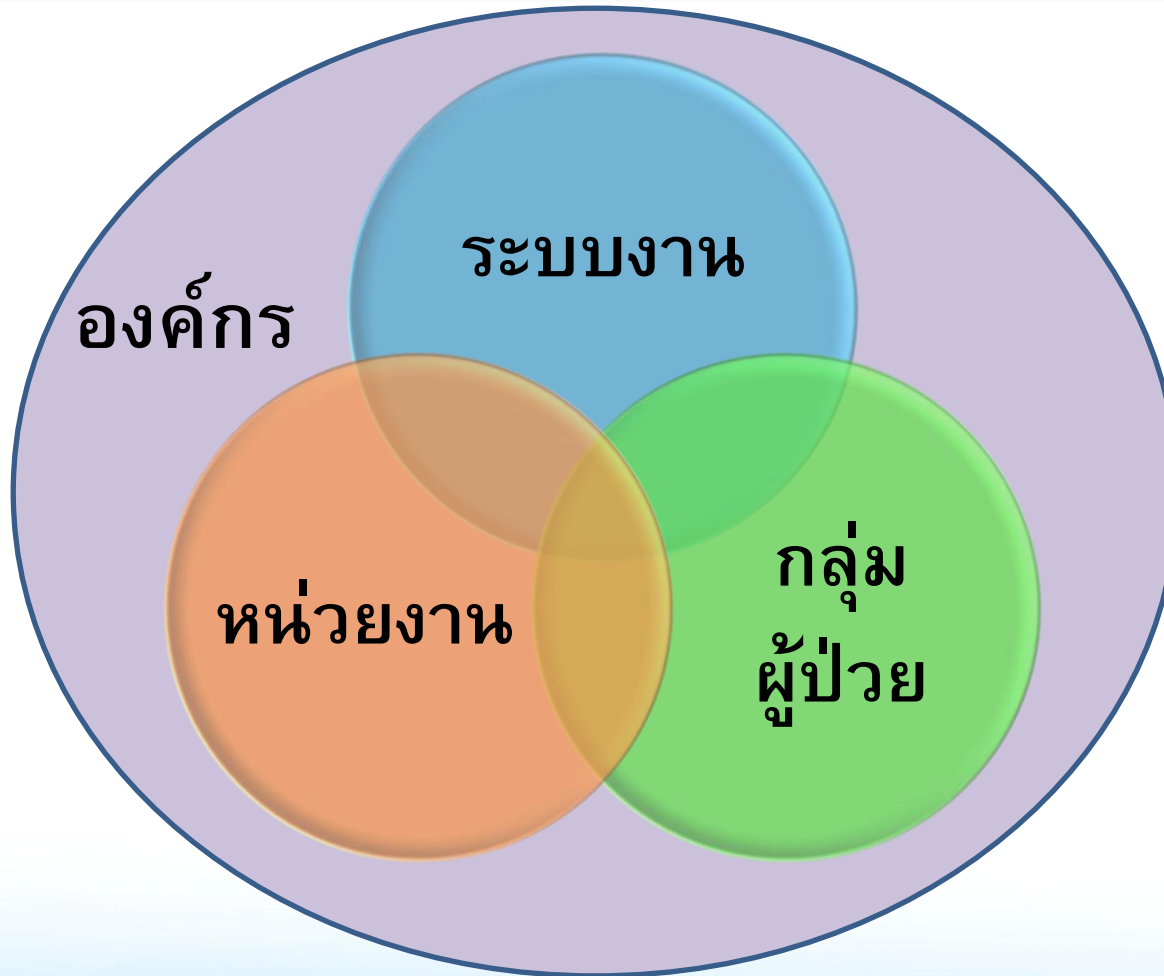 ระบบงาน
องค์กร
หน่วยงาน
กลุ่ม
ผู้ป่วย